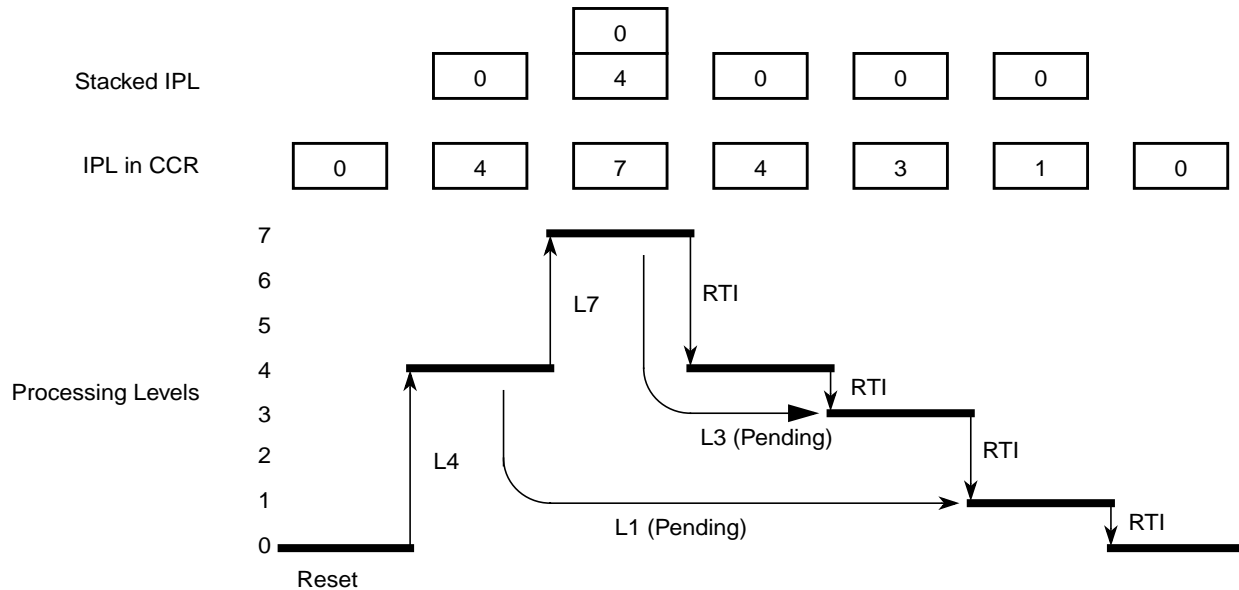 0
Stacked IPL 0 4 0 0 0
IPL in CCR 0 4 7 4 3 1 0
7
6
L7 RTI
5
Processing Levels 4
RTI
3
L3 (Pending)
2
L4 RTI
1
L1 (Pending) RTI
0
Reset